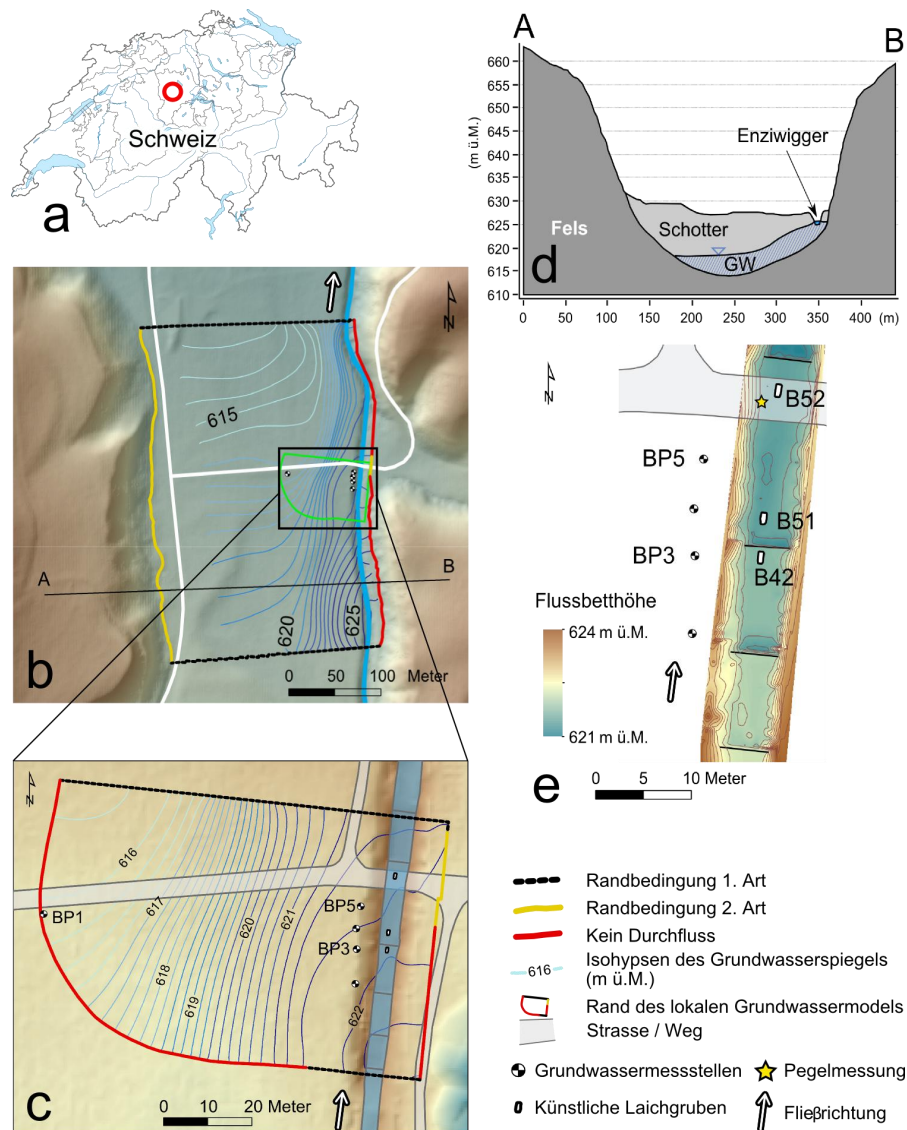 Schweiz
a
A
B
660
655
650
645
640
635
630
625
620
615
610
(m ü.M.)
Enziwigger
Fels
Schotter
GW
d
0
50
100
150
200
250
300
350
400
(m)
N
615
A
B
620
625
b
0
50
100 Meter
N
BP5
BP3
B52
B51
B42
Flussbetthöhe
624 m ü.M.
621 m ü.M.
e
0
5
10 Meter
N
616
617
618
619
620
621
622
BP1
BP5
BP3
c
0
10
20 Meter
Randbedingung 1. Art
Randbedingung 2. Art
Kein Durchfluss
616
Isohypsen des Grundwasserspiegels
(m ü.M.)
Rand des lokalen Grundwassermodels
Strasse / Weg
Grundwassermessstellen
Pegelmessung
Künstliche Laichgruben
Fließrichtung